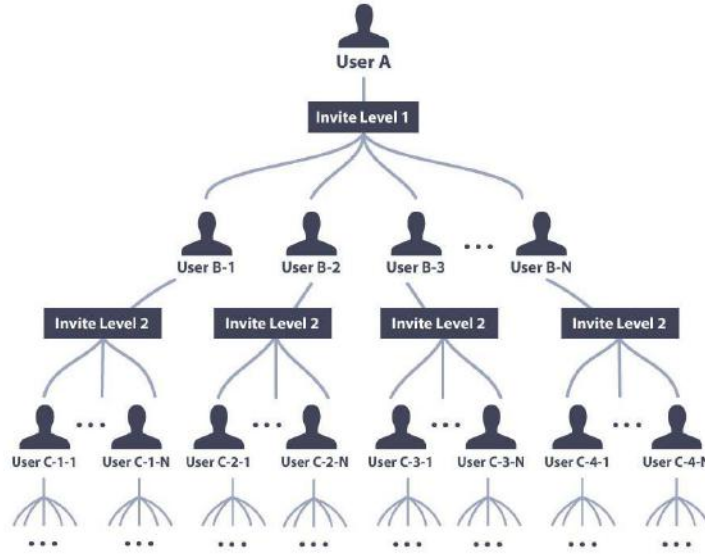 User A
Invite Level 1
User B-1 User B-2 User B-3 ... User B-N
Invite Level 2 Invite Level 2 Invite Level 2 Invite Level 2
... ... ... ...
User C-1-1 User C-1-N User C-2-1 User C-2-N User C-3-1 User C-3-N User C-4-1 User C-4-N
... ... ... ... ... ... ... ...